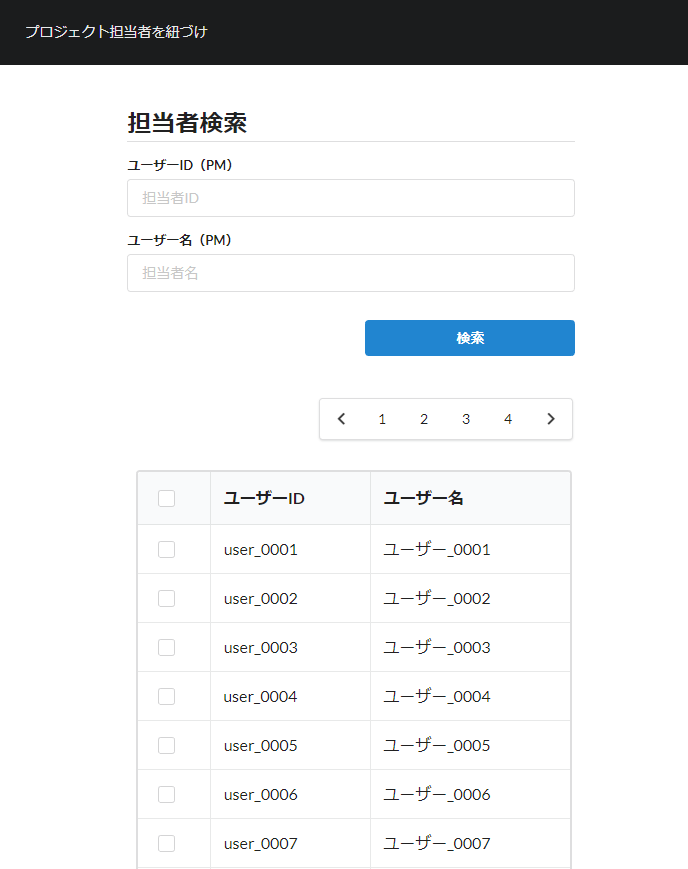 プロジェクト担当者を紐づけ
担当者検索
ユーザーID（PM）
担当者ID
ユーザー名（PM）
担当者名
検索
1 2 3 4
ユーザーID ユーザー名
user_0001 ユーザー_0001
user_0002 ユーザー_0002
user_0003 ユーザー_0003
user_0004 ユーザー_0004
user_0005 ユーザー_0005
user_0006 ユーザー_0006
user_0007 ユーザー_0007